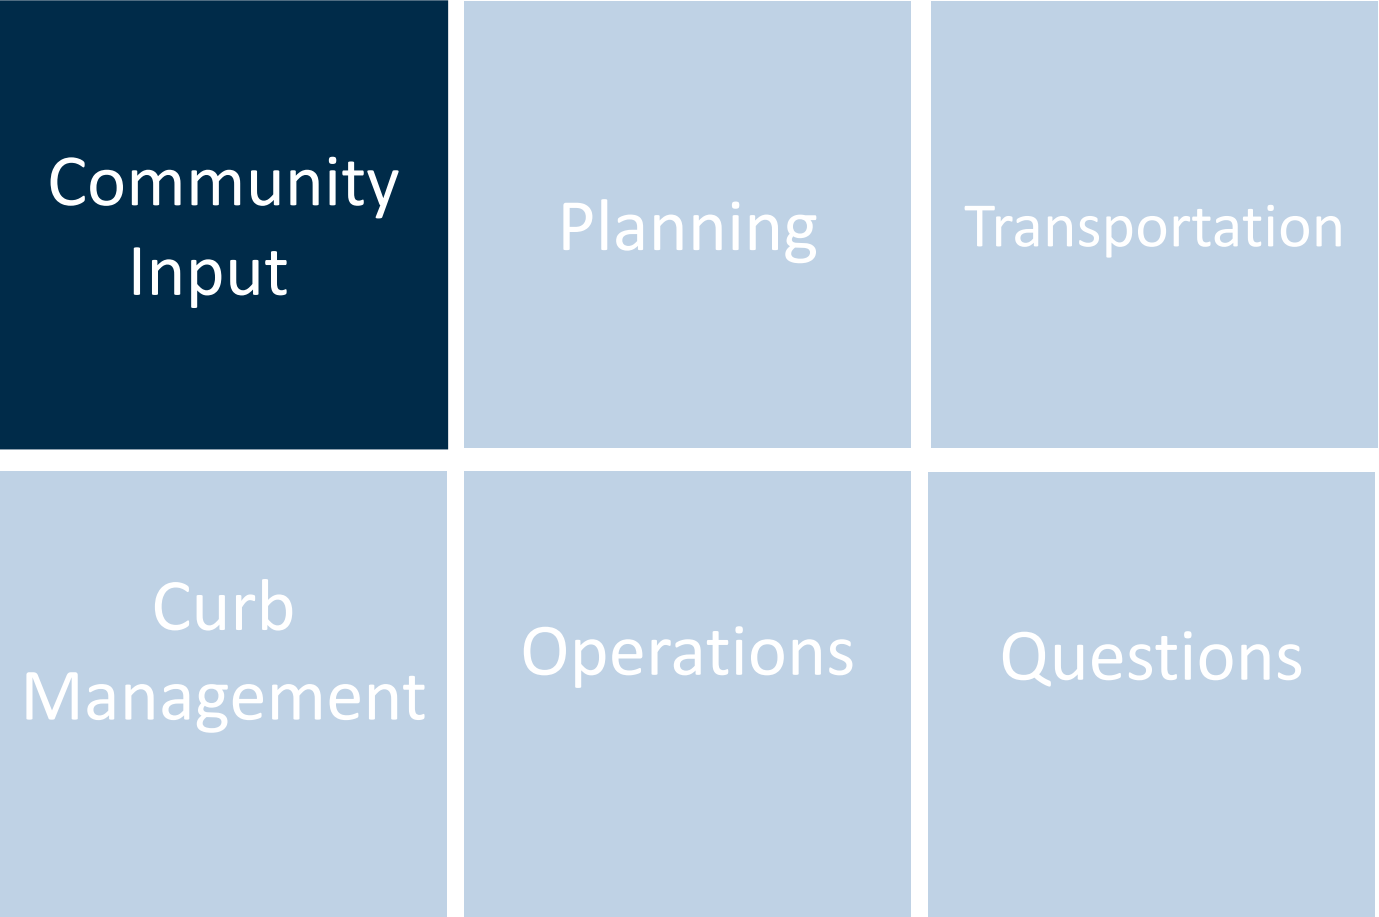 Community
Input
Planning
Transportation
Curb
Management
Operations
Questions